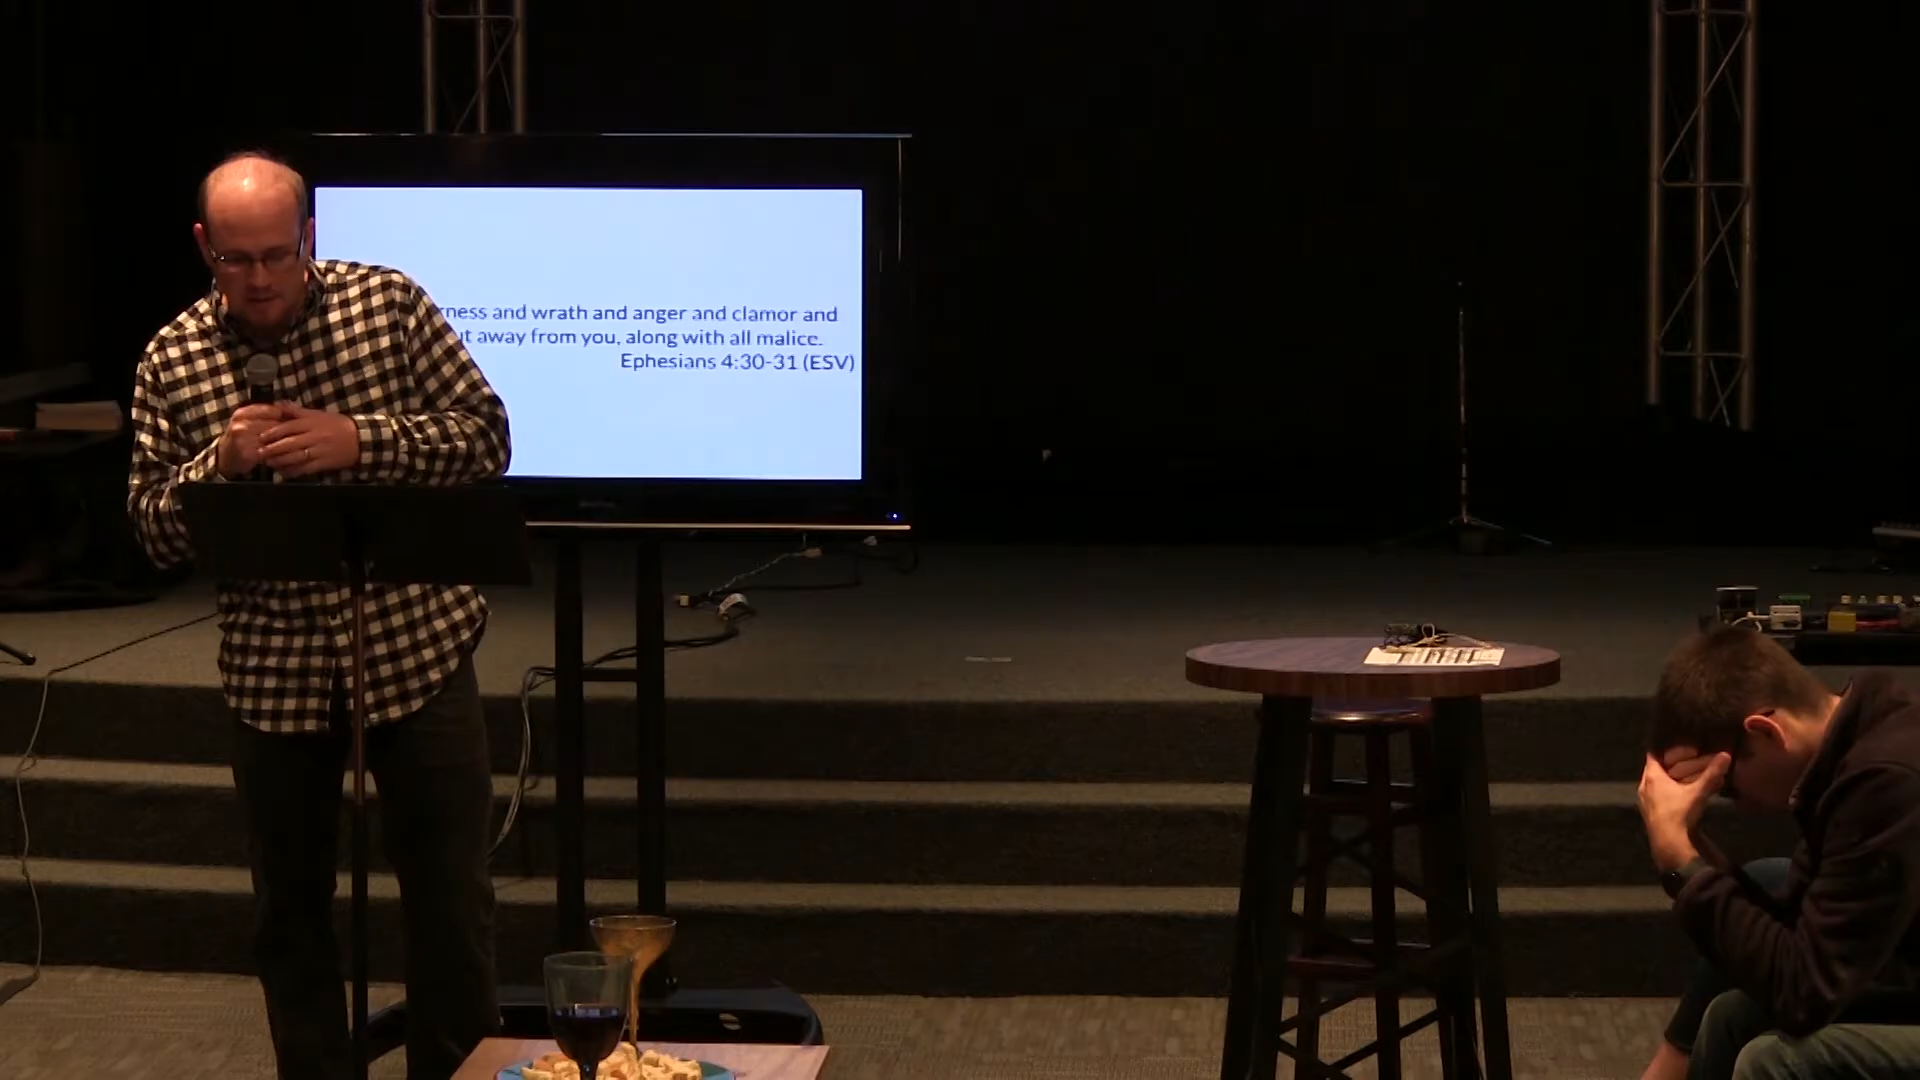 and wrath and anger and clamor and
away from you, along with all malice.
Ephesians 4:30-31 (ESV)